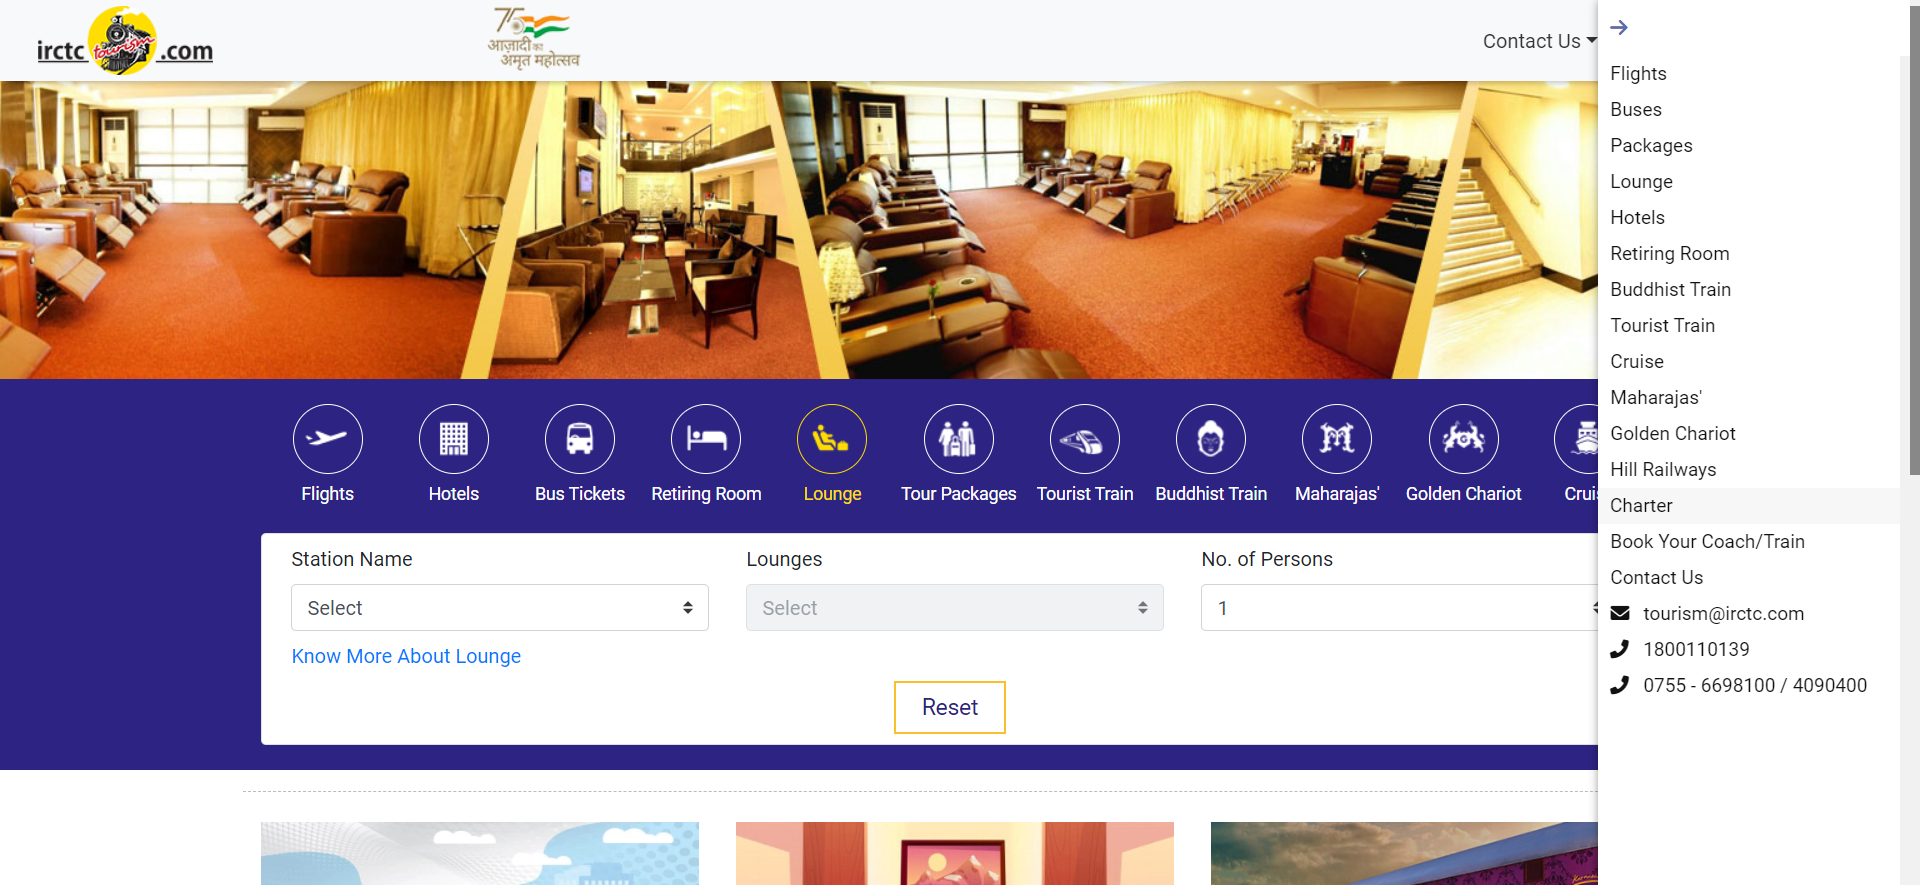 irctc tourism .com
75
आज़ादी का
अमृत महोत्सव
Contact Us
Flights
Buses
Packages
Lounge
Hotels
Retiring Room
Buddhist Train
Tourist Train
Cruise
Maharajas'
Golden Chariot
Hill Railways
Charter
Book Your Coach/Train
Contact Us
tourism@irctc.com
1800110139
0755 - 6698100 / 4090400
Flights
Hotels
Bus Tickets
Retiring Room
Lounge
Tour Packages
Tourist Train
Buddhist Train
Maharajas'
Golden Chariot
Crui
Station Name
Lounges
No. of Persons
Select
Select
1
Know More About Lounge
Reset